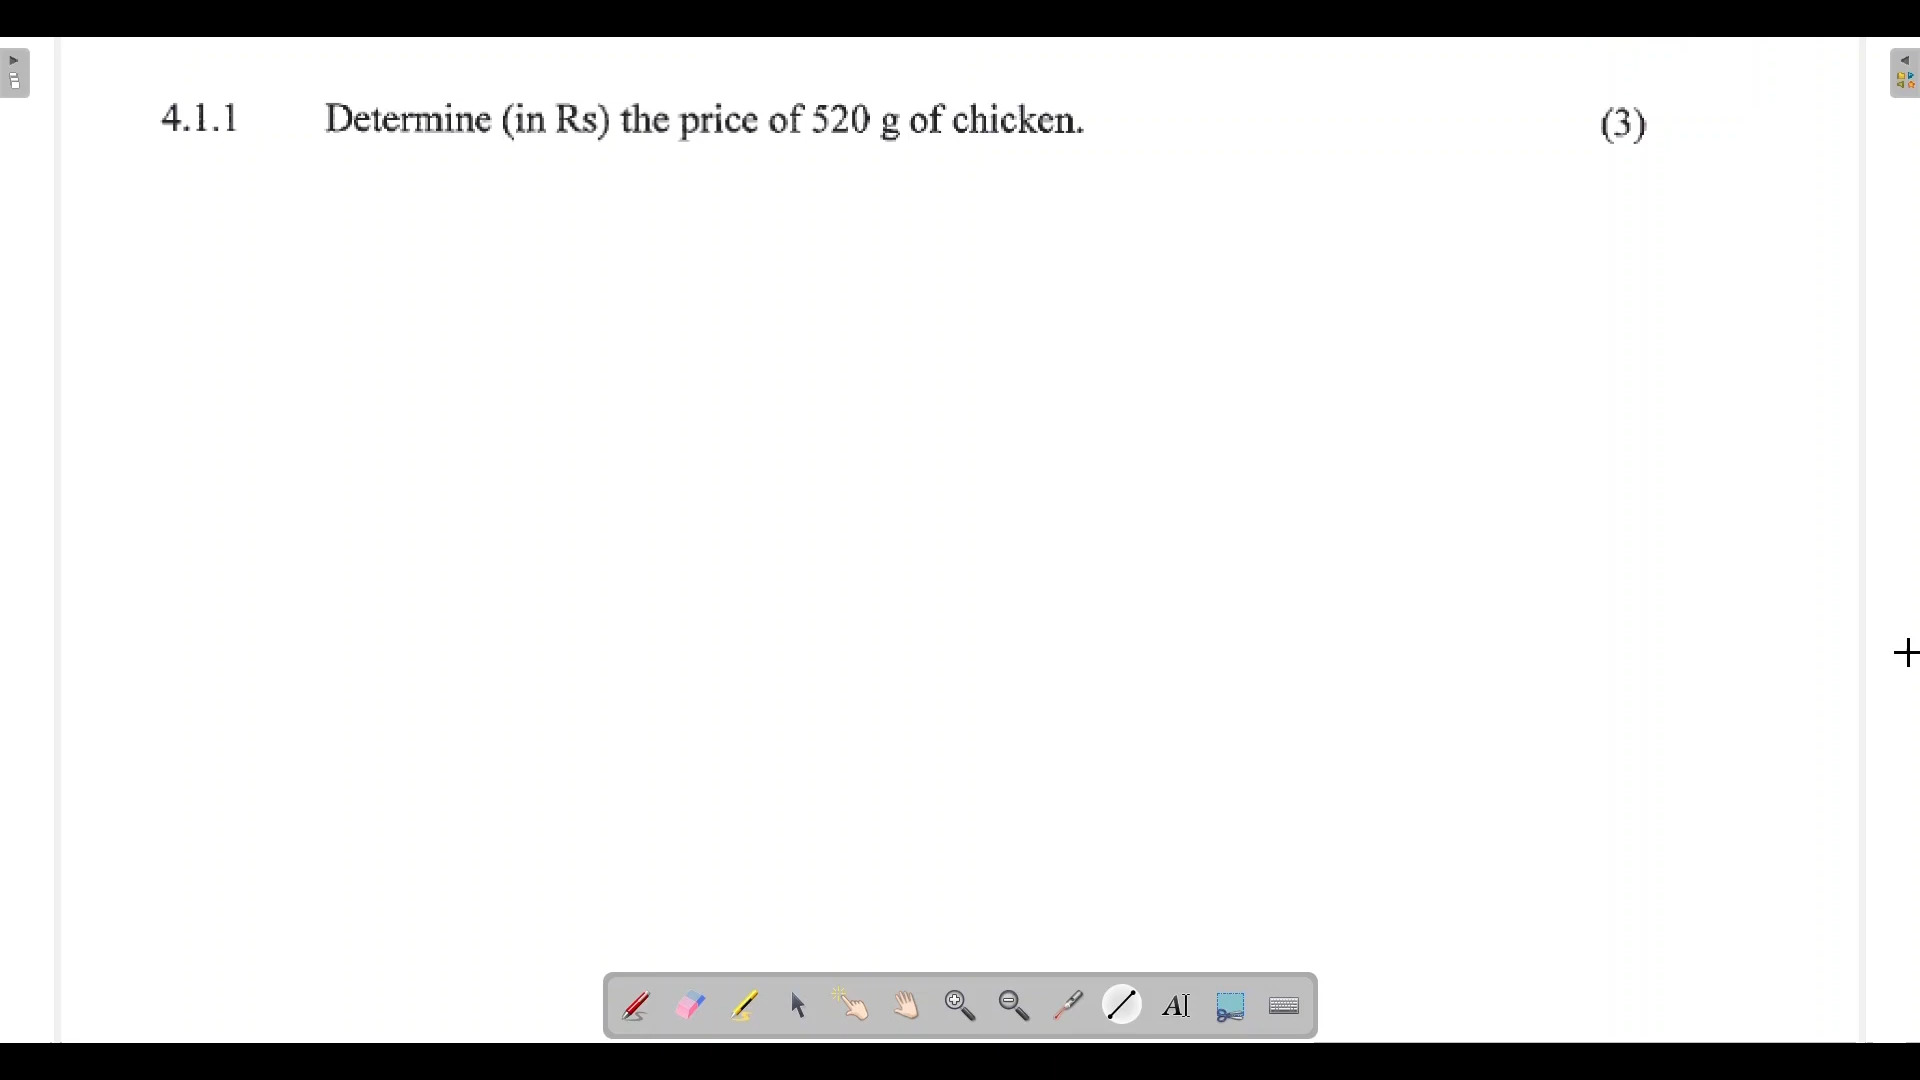 4.1.1 Determine (in Rs) the price of 520 g of chicken. (3)